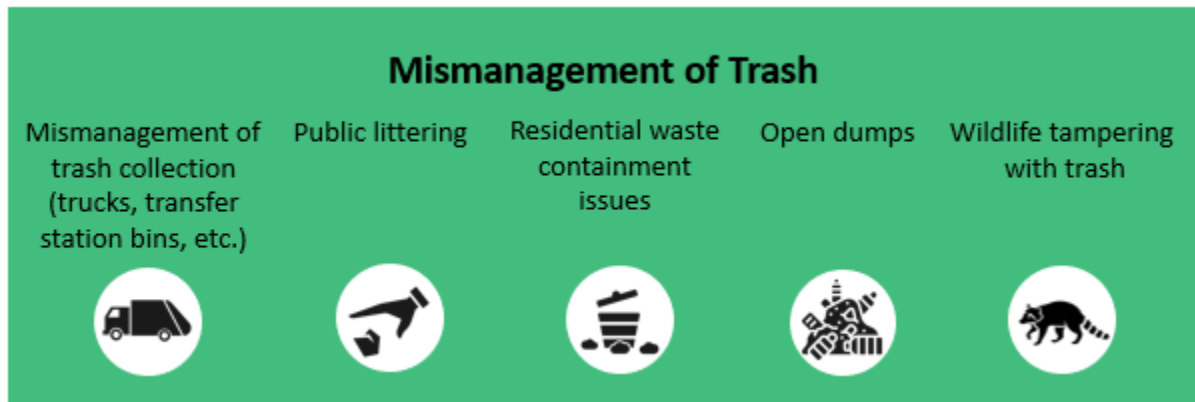 Mismanagement of Trash
Mismanagement of
trash collection
(trucks, transfer
station bins, etc.)
Public littering
Residential waste
containment
issues
Open dumps
Wildlife tampering
with trash